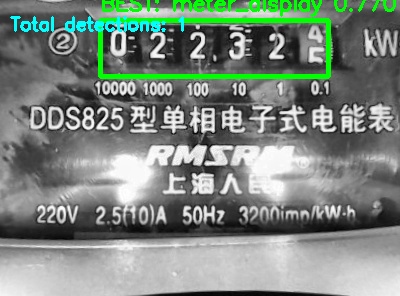 BEST: meter_display 0.770
Total detections: 1
② 0 2 2 3 2 kW
10000 1000 100 10 1 0.1
DDS825型单相电子式电能表
RMSRM®
上海人民
220V 2.5(10)A 50Hz 3200imp/kW·h